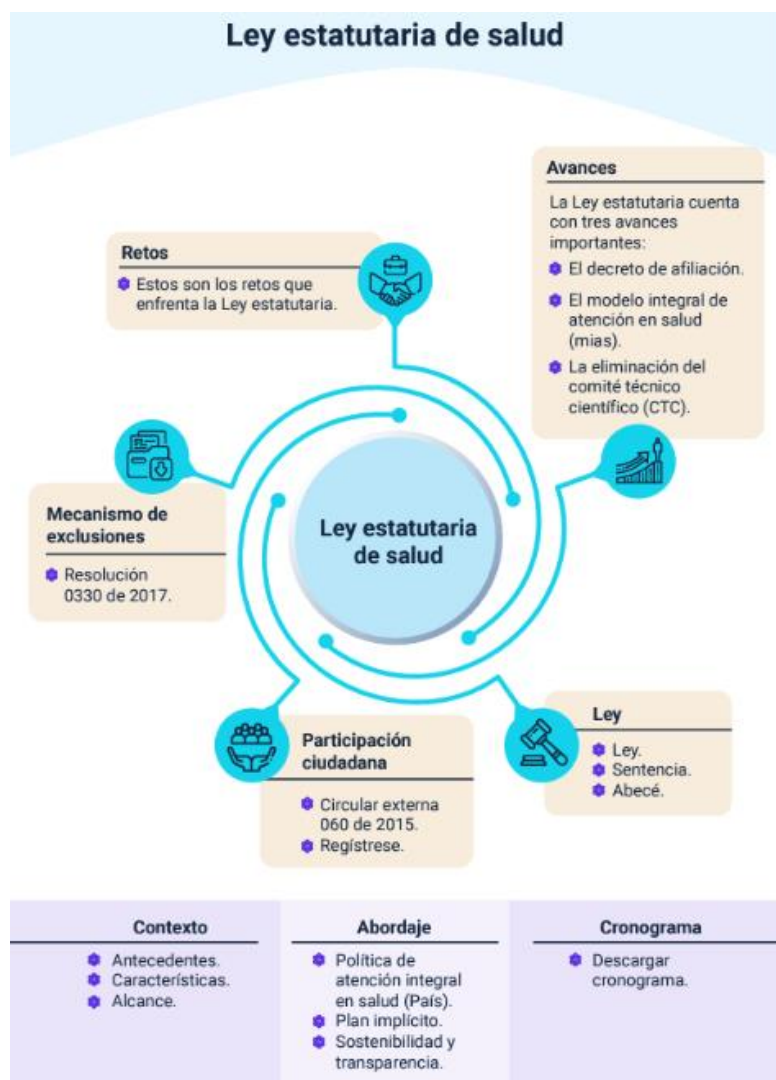 Ley estatutaria de salud
Avances
La Ley estatutaria cuenta
con tres avances
importantes:
El decreto de afiliación.
El modelo integral de
atención en salud
(mias).
La eliminación del
comité técnico
científico (CTC).
Retos
Estos son los retos que
enfrenta la Ley estatutaria.
Mecanismo de
exclusiones
Resolución
0330 de 2017.
Ley estatutaria
de salud
Ley
Ley.
Sentencia.
Abecé.
Participación
ciudadana
Circular externa
060 de 2015.
Regístrese.
Contexto
Antecedentes.
Características.
Alcance.
Abordaje
Política de
atención integral
en salud (País).
Plan implícito.
Sostenibilidad y
transparencia.
Cronograma
Descargar
cronograma.